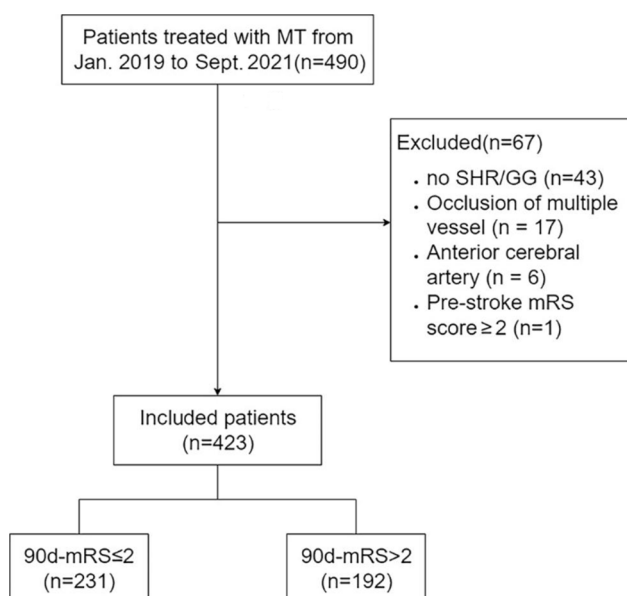 Patients treated with MT from
Jan. 2019 to Sept. 2021(n=490)
Excluded(n=67)
• no SHR/GG (n=43)
• Occlusion of multiple
vessel (n = 17)
• Anterior cerebral
artery (n = 6)
• Pre-stroke mRS
score ≥ 2 (n=1)
Included patients
(n=423)
90d-mRS≤2
(n=231)
90d-mRS>2
(n=192)